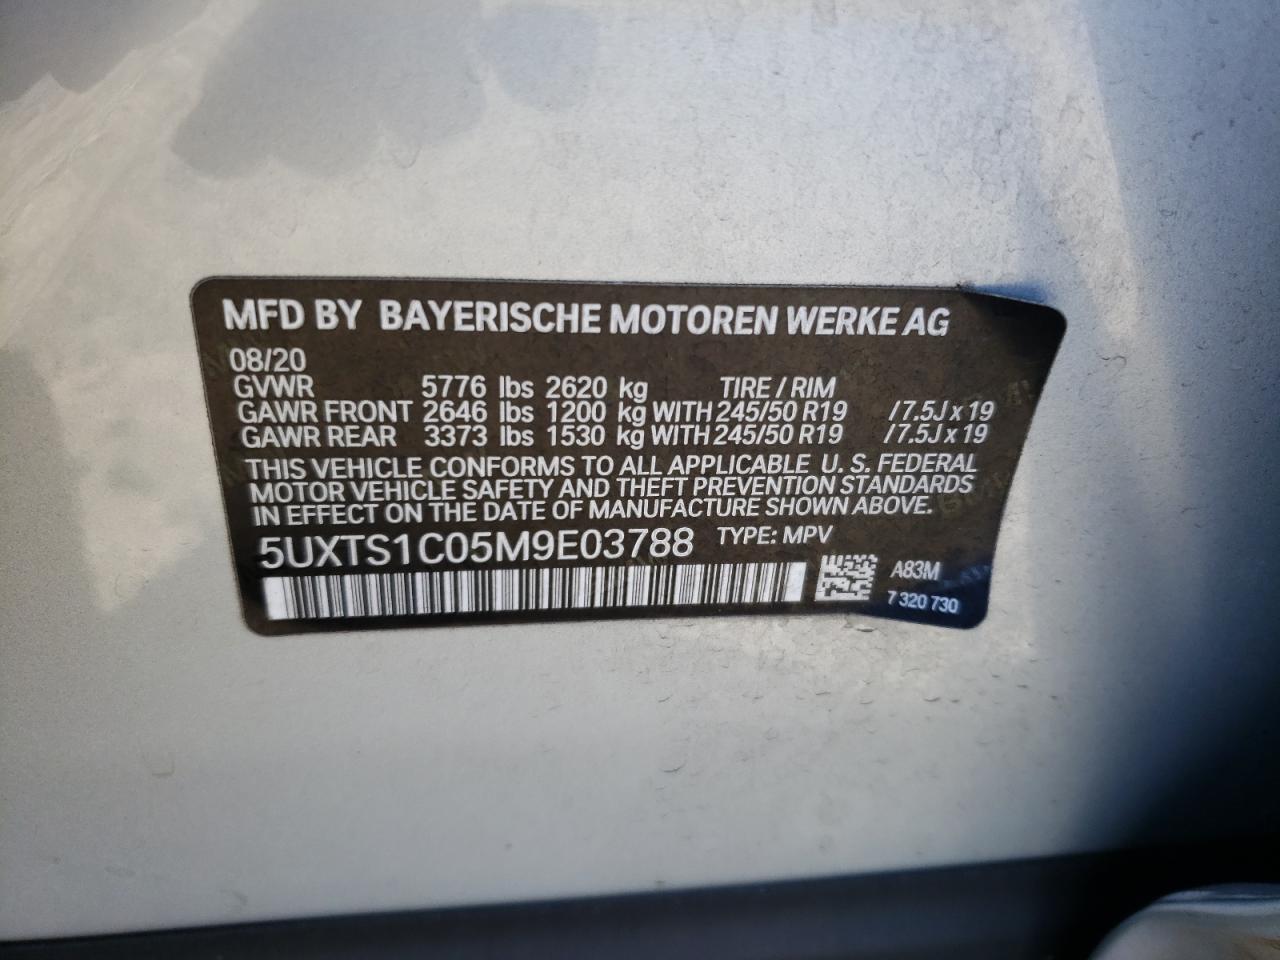 MFD BY BAYERISCHE MOTOREN WERKE AG
08/20
GVWR 5776 lbs 2620 kg TIRE / RIM
GAWR FRONT 2646 lbs 1200 kg WITH 245/50 R19 / 7.5J x 19
GAWR REAR 3373 lbs 1530 kg WITH 245/50 R19 / 7.5J x 19
THIS VEHICLE CONFORMS TO ALL APPLICABLE U. S. FEDERAL
MOTOR VEHICLE SAFETY AND THEFT PREVENTION STANDARDS
IN EFFECT ON THE DATE OF MANUFACTURE SHOWN ABOVE.
5UXTS1C05M9E03788 TYPE: MPV
A83M
7 320 730